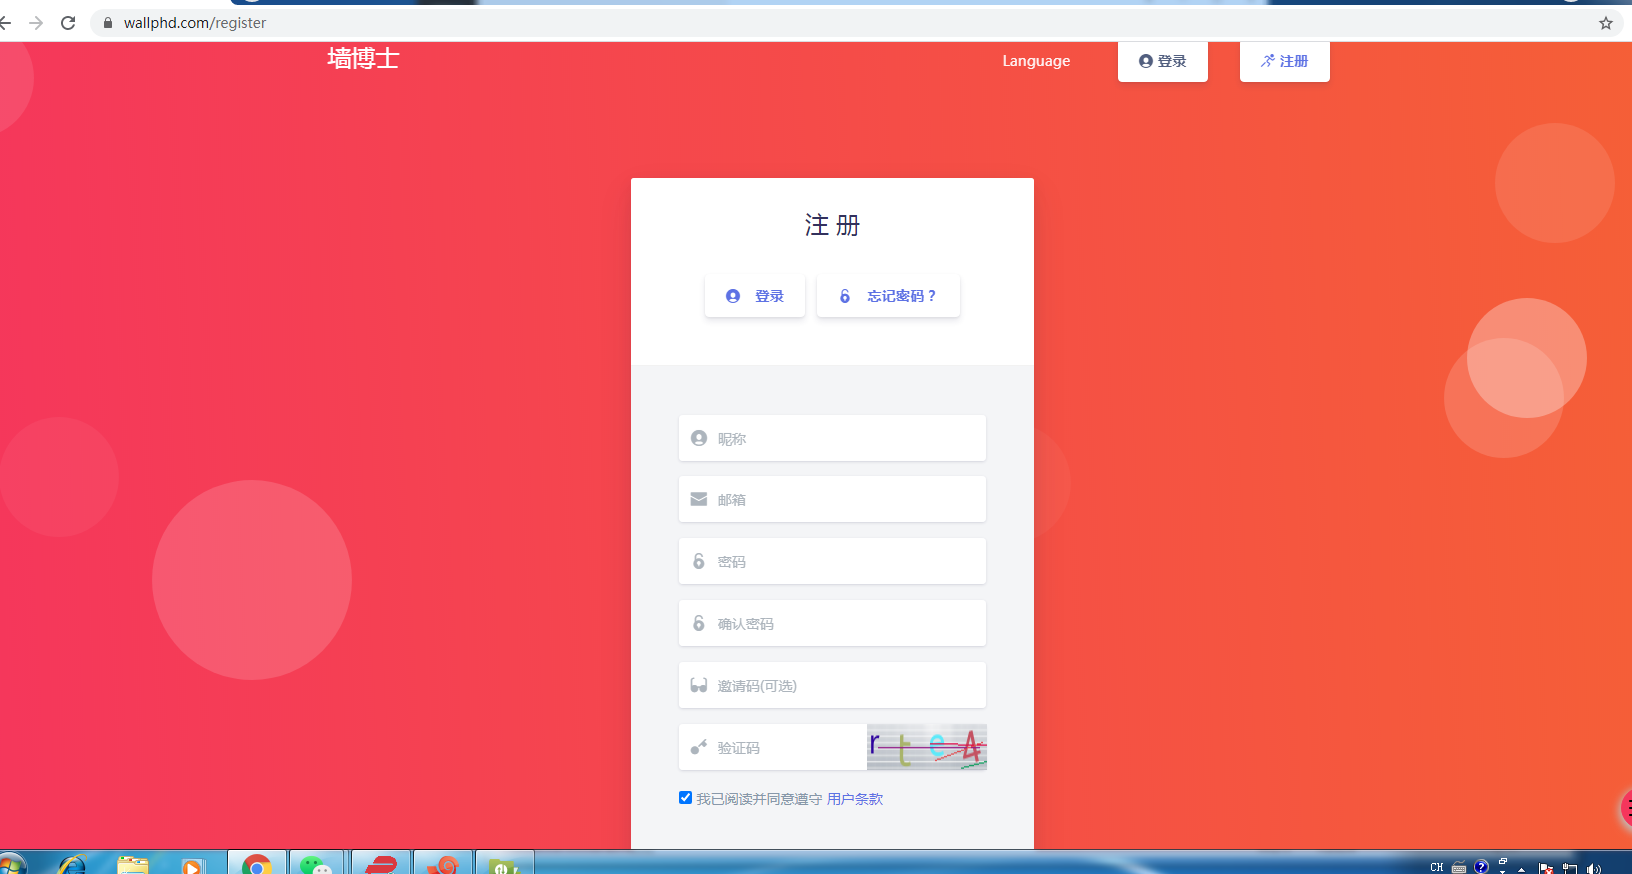 wallphd.com/register
墙博士
Language
登录
注册
注 册
登录
忘记密码？
昵称
邮箱
密码
确认密码
邀请码(可选)
验证码
r t e 4
我已阅读并同意遵守 用户条款
CH